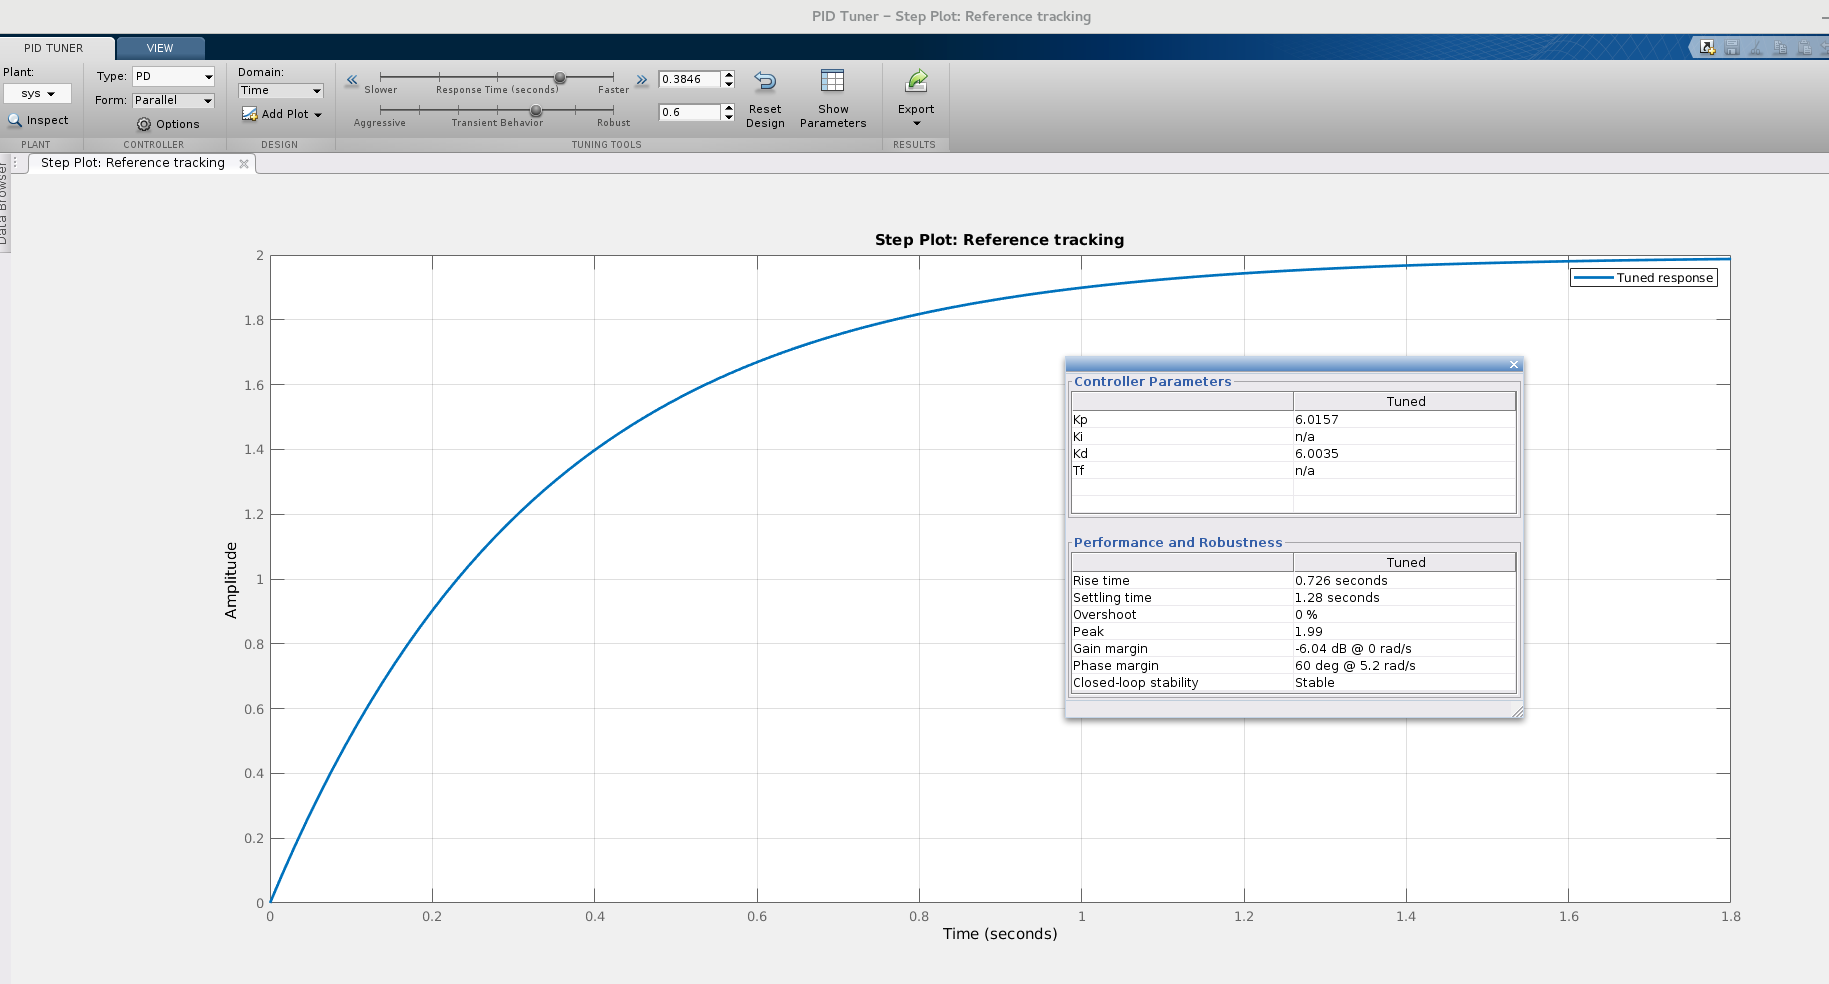 PID Tuner – Step Plot: Reference tracking
PID TUNER
VIEW
Plant:
sys
Inspect
PLANT
Type: PD
Form: Parallel
Options
CONTROLLER
Domain:
Time
Add Plot
DESIGN
Slower Response Time (seconds) Faster 0.3846
Aggressive Transient Behavior Robust 0.6
Reset Design
Show Parameters
TUNING TOOLS
Export
RESULTS
Data Browser
Step Plot: Reference tracking
Step Plot: Reference tracking
Amplitude
2
1.8
1.6
1.4
1.2
1
0.8
0.6
0.4
0.2
0
0 0.2 0.4 0.6 0.8 1 1.2 1.4 1.6 1.8
Time (seconds)
Tuned response
Controller Parameters
Tuned
Kp 6.0157
Ki n/a
Kd 6.0035
Tf n/a
Performance and Robustness
Tuned
Rise time 0.726 seconds
Settling time 1.28 seconds
Overshoot 0 %
Peak 1.99
Gain margin -6.04 dB @ 0 rad/s
Phase margin 60 deg @ 5.2 rad/s
Closed-loop stability Stable